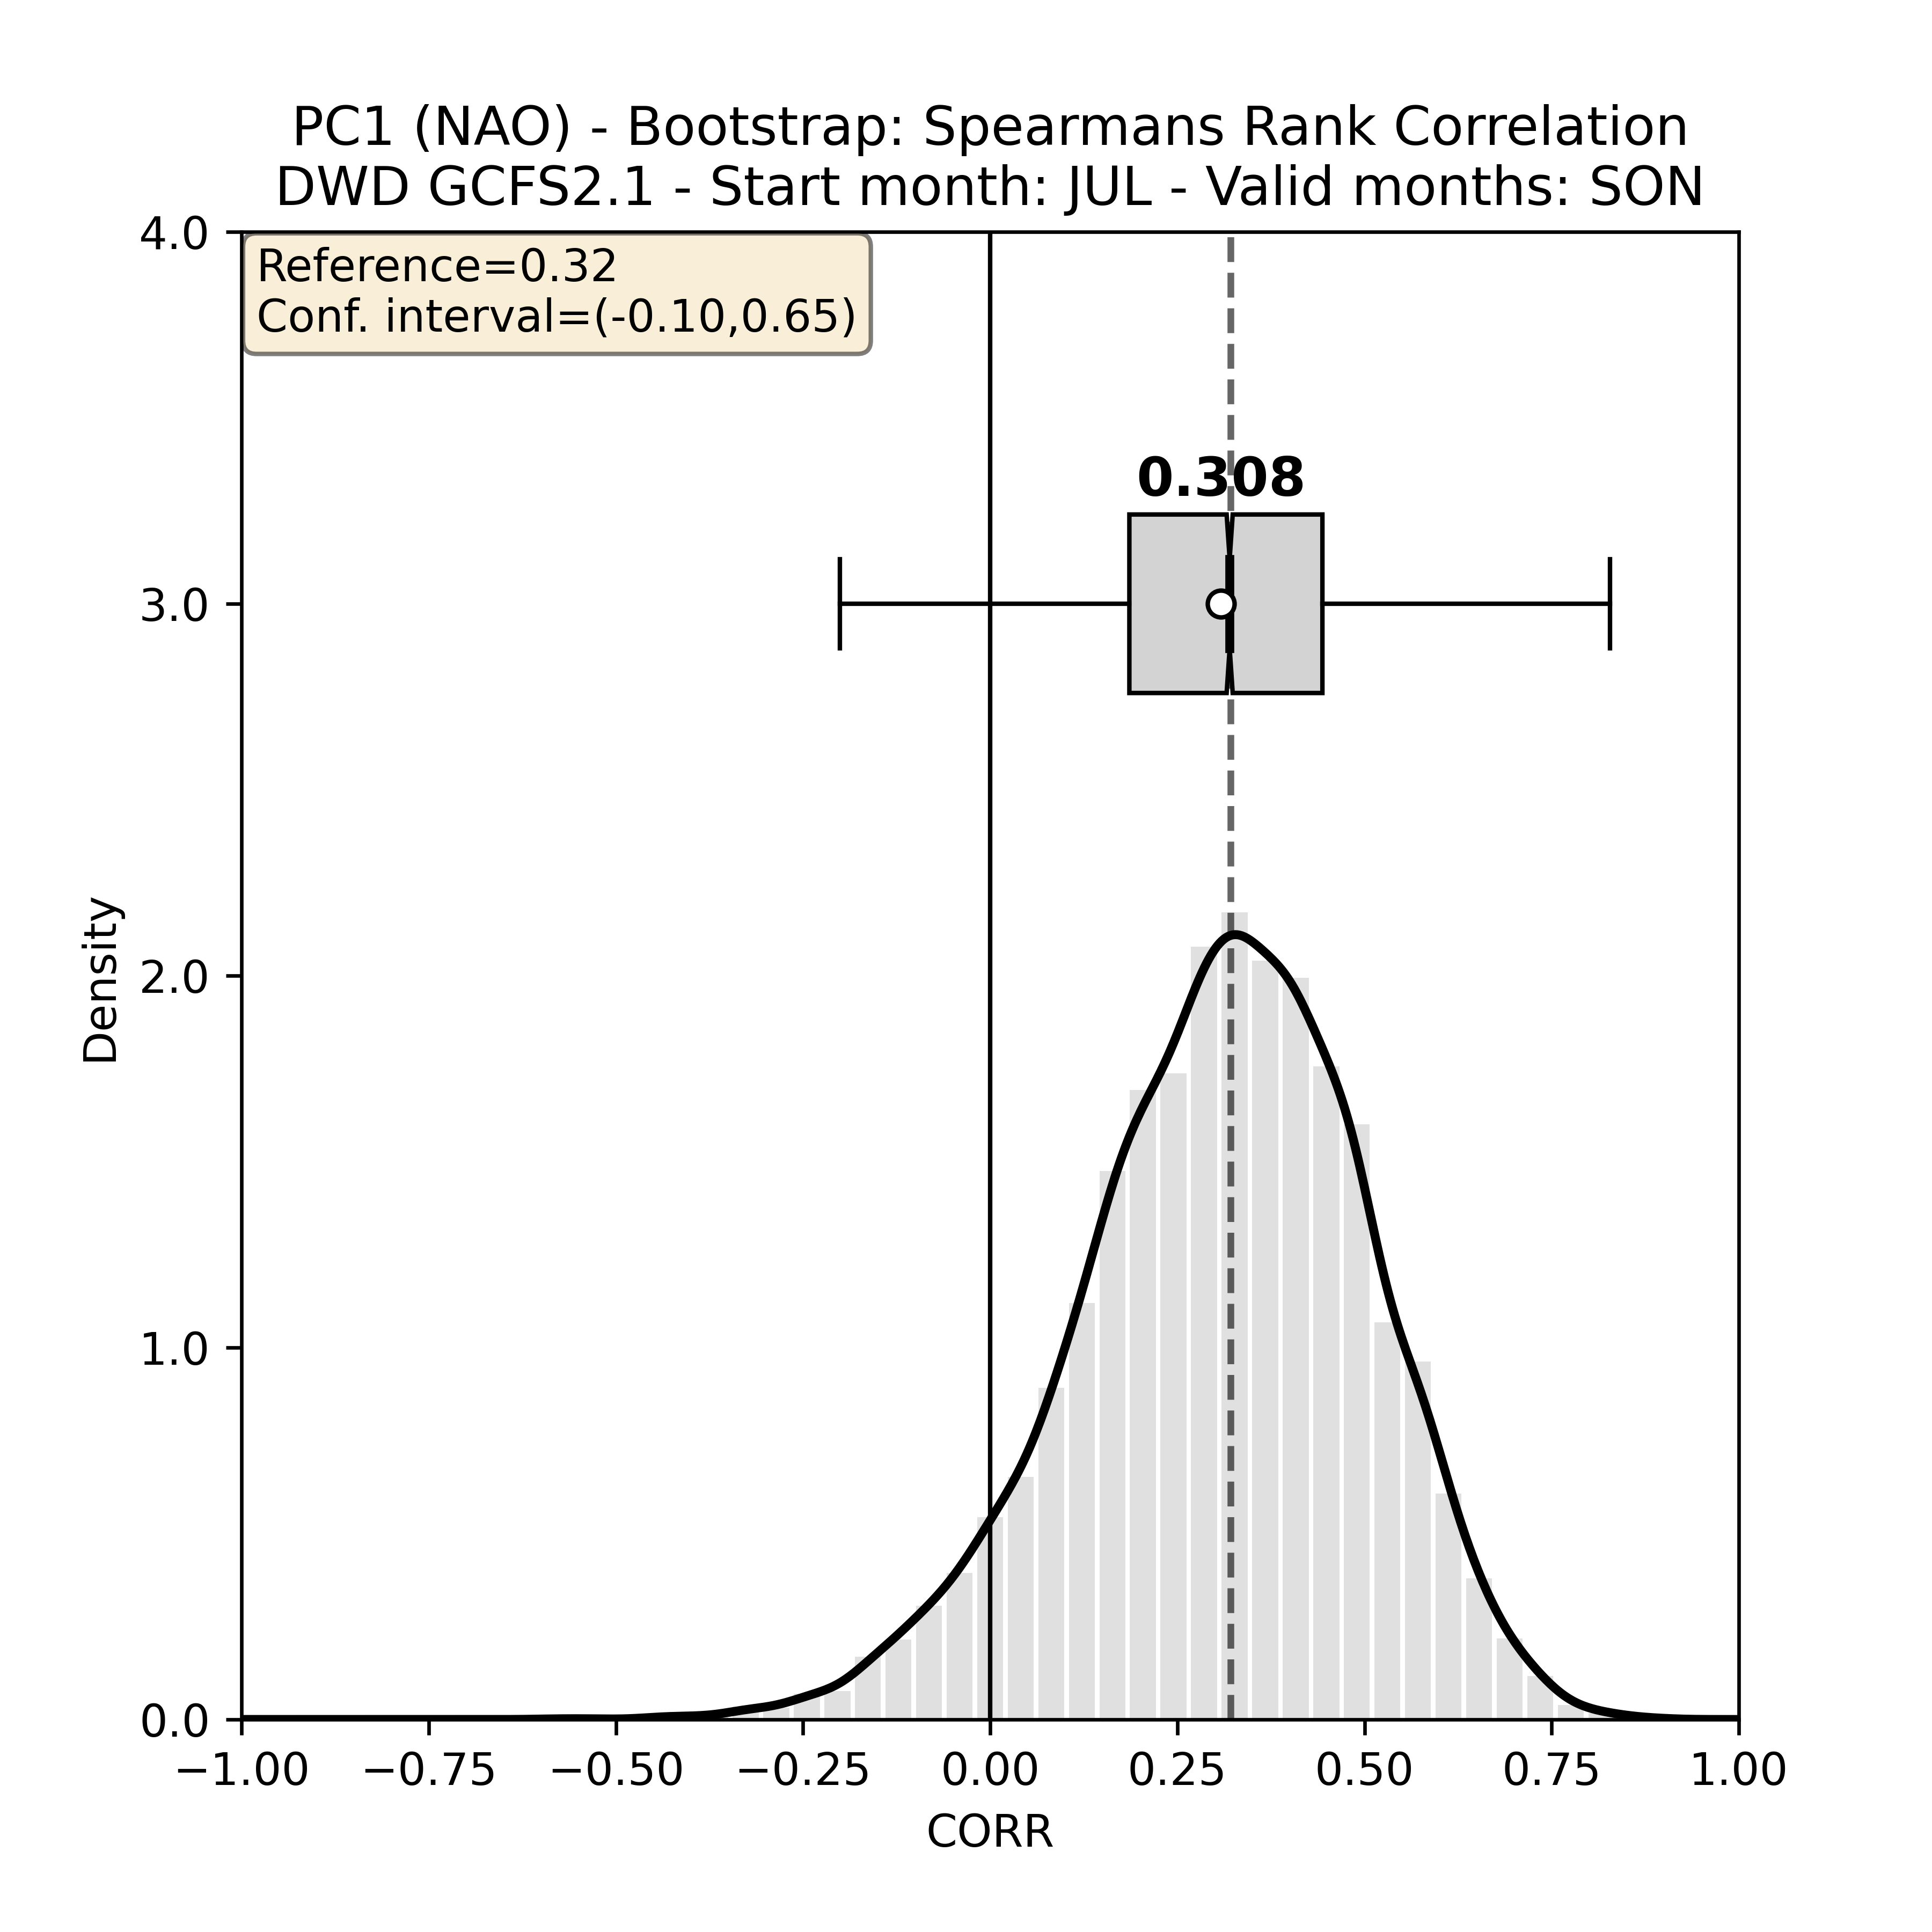 PC1 (NAO) - Bootstrap: Spearmans Rank Correlation
DWD GCFS2.1 - Start month: JUL - Valid months: SON
Reference=0.32
Conf. interval=(-0.10,0.65)
0.308
4.0
3.0
2.0
1.0
0.0
Density
−1.00 −0.75 −0.50 −0.25 0.00 0.25 0.50 0.75 1.00
CORR